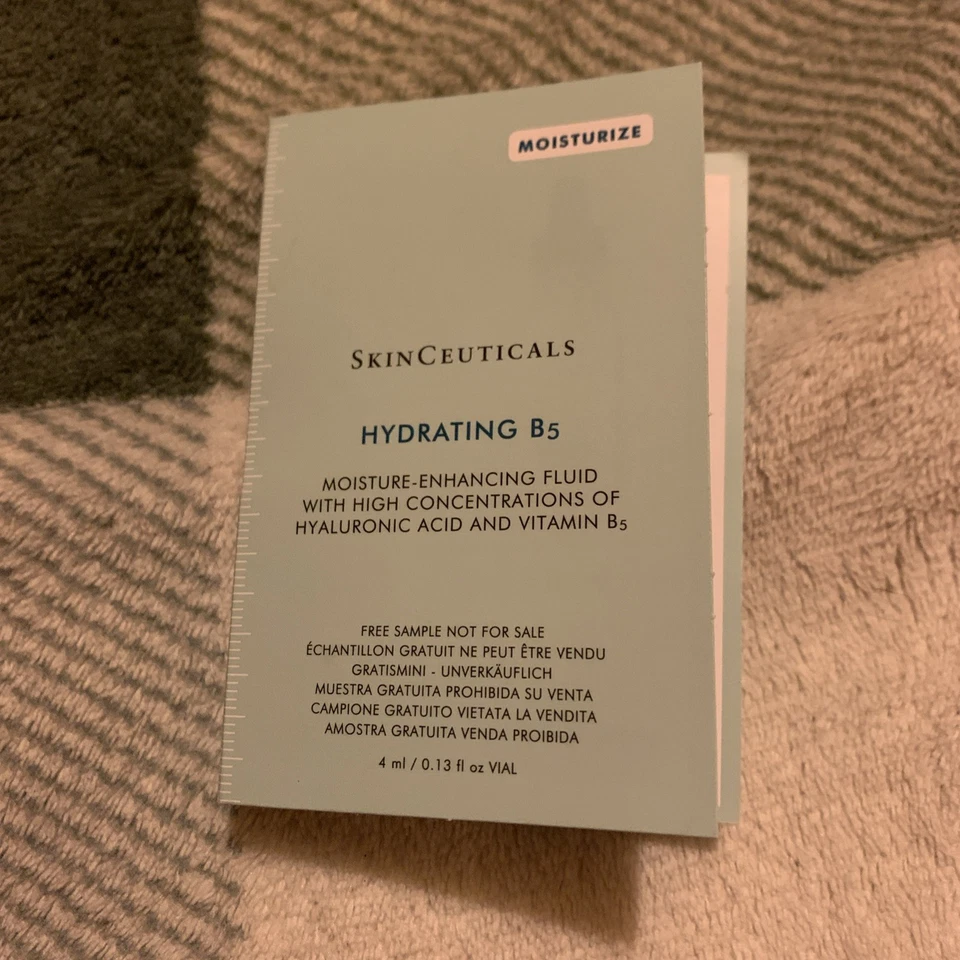 MOISTURIZE
SKINCEUTICALS
HYDRATING B5
MOISTURE-ENHANCING FLUID
WITH HIGH CONCENTRATIONS OF
HYALURONIC ACID AND VITAMIN B5
FREE SAMPLE NOT FOR SALE
ÉCHANTILLON GRATUIT NE PEUT ÊTRE VENDU
GRATISMINI - UNVERKÄUFLICH
MUESTRA GRATUITA PROHIBIDA SU VENTA
CAMPIONE GRATUITO VIETATA LA VENDITA
AMOSTRA GRATUITA VENDA PROIBIDA
4 ml / 0.13 fl oz VIAL